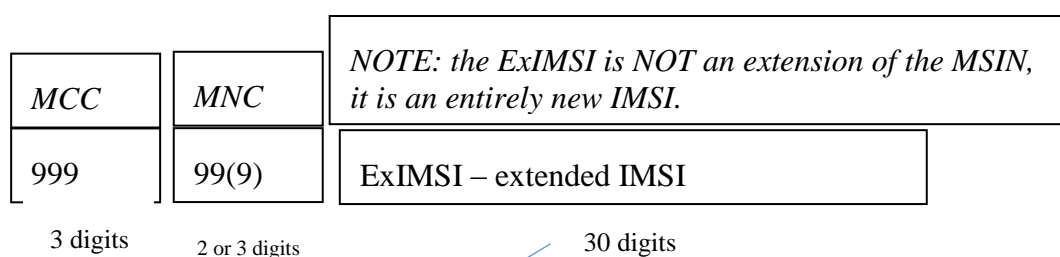 NOTE: the ExIMSI is NOT an extension of the MSIN,
MCC MNC it is an entirely new IMSI.
999 99(9) ExIMSI – extended IMSI
3 digits 2 or 3 digits 30 digits